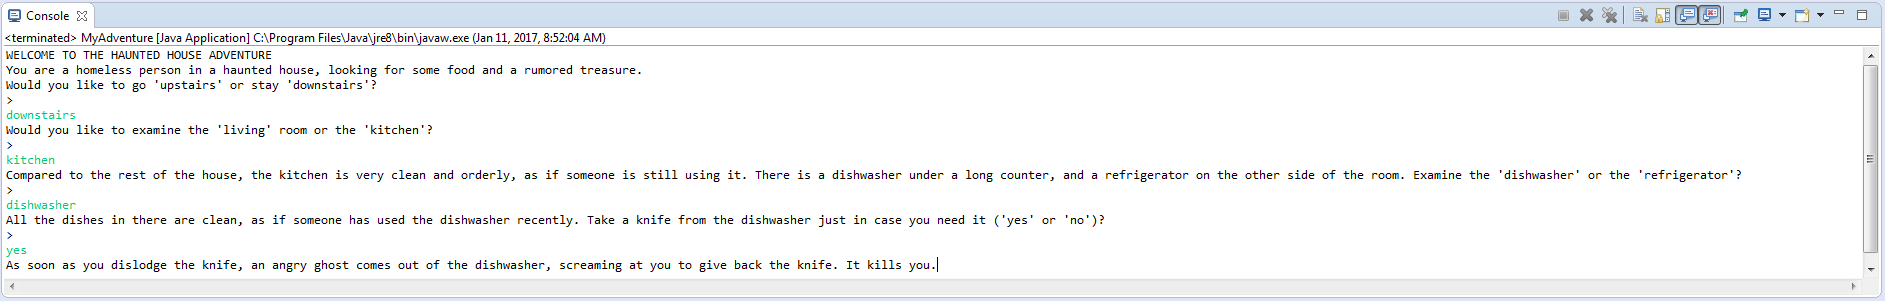 Console
<terminated> MyAdventure [Java Application] C:\Program Files\Java\jre8\bin\javaw.exe (Jan 11, 2017, 8:52:04 AM)
WELCOME TO THE HAUNTED HOUSE ADVENTURE
You are a homeless person in a haunted house, looking for some food and a rumored treasure.
Would you like to go 'upstairs' or stay 'downstairs'?
>
downstairs
Would you like to examine the 'living' room or the 'kitchen'?
>
kitchen
Compared to the rest of the house, the kitchen is very clean and orderly, as if someone is still using it. There is a dishwasher under a long counter, and a refrigerator on the other side of the room. Examine the 'dishwasher' or the 'refrigerator'?
>
dishwasher
All the dishes in there are clean, as if someone has used the dishwasher recently. Take a knife from the dishwasher just in case you need it ('yes' or 'no')?
>
yes
As soon as you dislodge the knife, an angry ghost comes out of the dishwasher, screaming at you to give back the knife. It kills you.